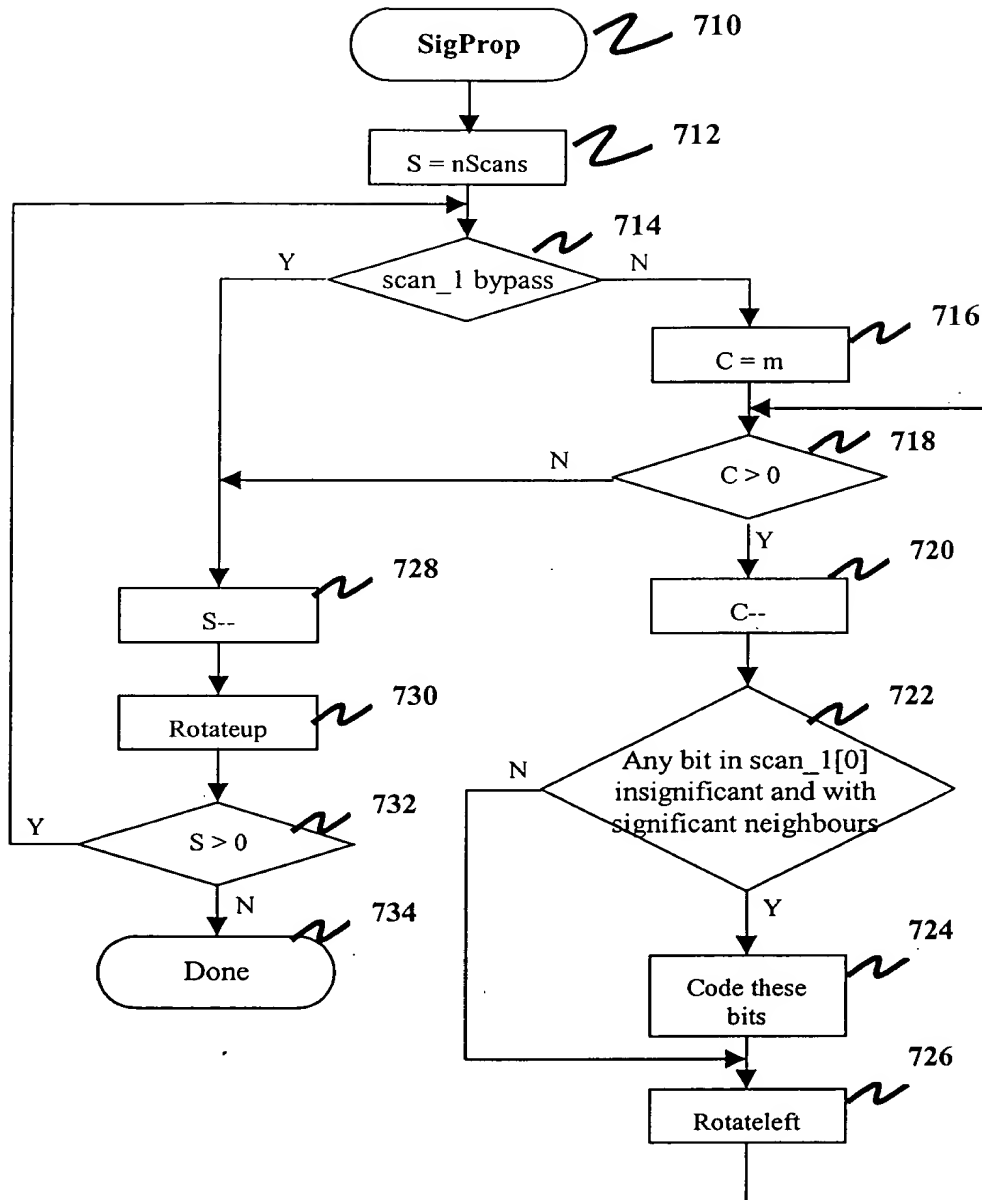 SigProp
710
S = nScans
712
714
Y
scan_1 bypass
N
716
C = m
718
N
C > 0
Y
720
C--
728
S--
730
Rotateup
722
Any bit in scan_1[0]
insignificant and with
significant neighbours
N
Y
732
Y
S > 0
N
734
Done
724
Code these
bits
726
Rotateleft